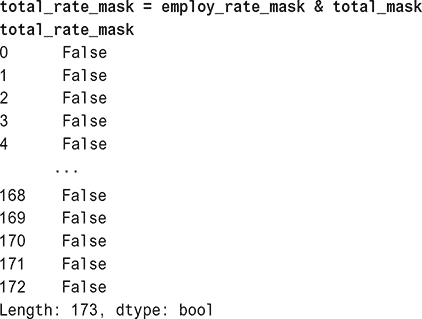 total_rate_mask = employ_rate_mask & total_mask
total_rate_mask
0 False
1 False
2 False
3 False
4 False
...
168 False
169 False
170 False
171 False
172 False
Length: 173, dtype: bool